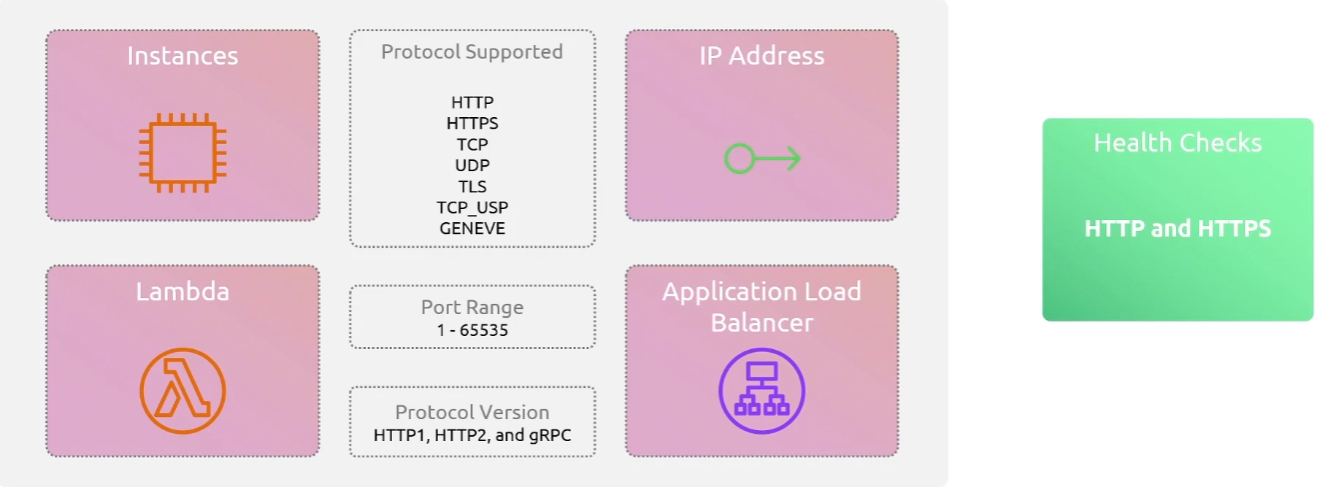 Instances
Protocol Supported
HTTP
HTTPS
TCP
UDP
TLS
TCP_USP
GENEVE
IP Address
Lambda
Port Range
1 - 65535
Protocol Version
HTTP1, HTTP2, and gRPC
Application Load
Balancer
Health Checks
HTTP and HTTPS